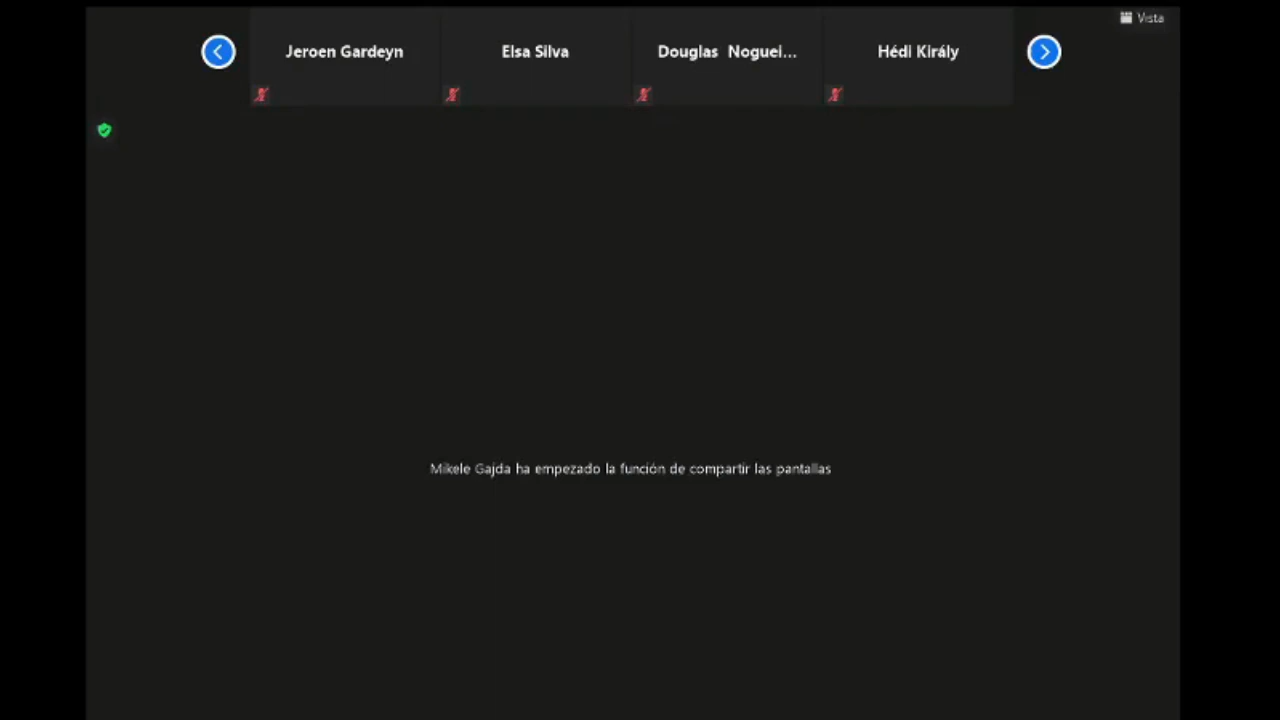 Vista
Jeroen Gardeyn
Elsa Silva
Douglas Noguei...
Hédi Király
Mikele Gajda ha empezado la función de compartir las pantallas